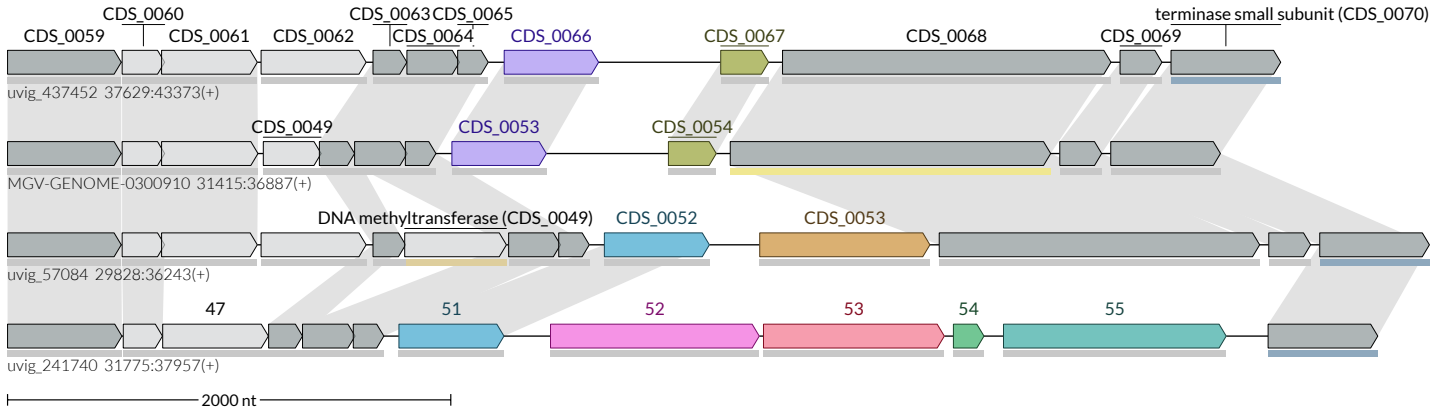 CDS_0060 CDS_0063 CDS_0065 terminase small subunit (CDS_0070)
CDS_0059 CDS_0061 CDS_0062 CDS_0064 CDS_0066 CDS_0067 CDS_0068 CDS_0069
uvig_437452 37629:43373(+)
CDS_0049 CDS_0053 CDS_0054
MGV-GENOME-0300910 31415:36887(+)
DNA methyltransferase (CDS_0049) CDS_0052 CDS_0053
uvig_57084 29828:36243(+)
47 51 52 53 54 55
uvig_241740 31775:37957(+)
2000 nt